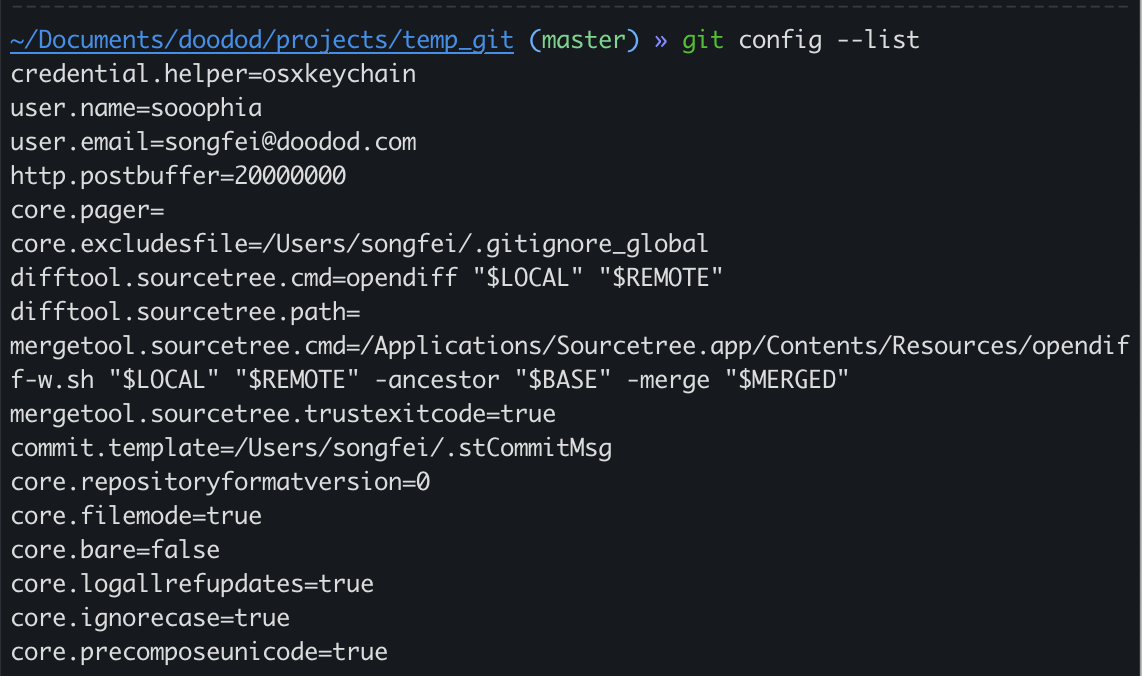 ~/Documents/doodod/projects/temp_git (master) » git config --list
credential.helper=osxkeychain
user.name=sooophia
user.email=songfei@doodod.com
http.postbuffer=20000000
core.pager=
core.excludesfile=/Users/songfei/.gitignore_global
difftool.sourcetree.cmd=opendiff "$LOCAL" "$REMOTE"
difftool.sourcetree.path=
mergetool.sourcetree.cmd=/Applications/Sourcetree.app/Contents/Resources/opendif
f-w.sh "$LOCAL" "$REMOTE" -ancestor "$BASE" -merge "$MERGED"
mergetool.sourcetree.trustexitcode=true
commit.template=/Users/songfei/.stCommitMsg
core.repositoryformatversion=0
core.filemode=true
core.bare=false
core.logallrefupdates=true
core.ignorecase=true
core.precomposeunicode=true